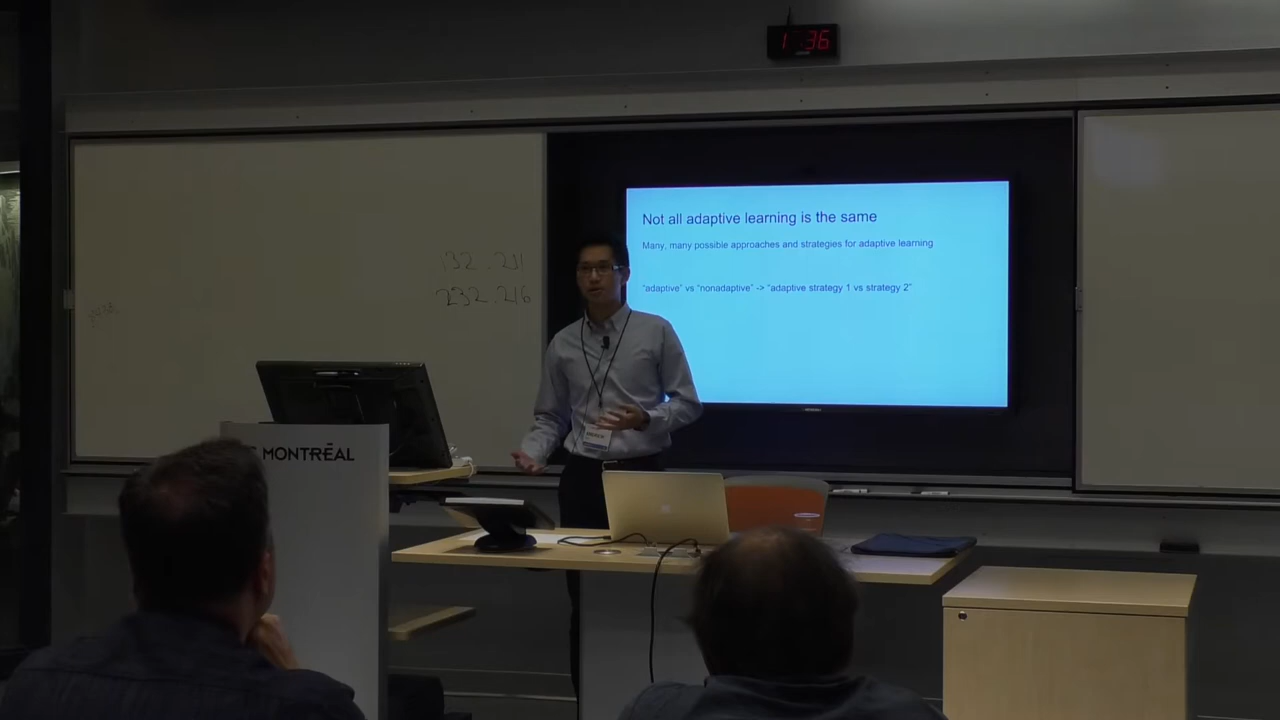 1:36
Not all adaptive learning is the same
Many, many possible approaches and strategies for adaptive learning
"adaptive" vs "nonadaptive" -> "adaptive strategy 1 vs strategy 2"
132.211
232.216
MONTRĒAL